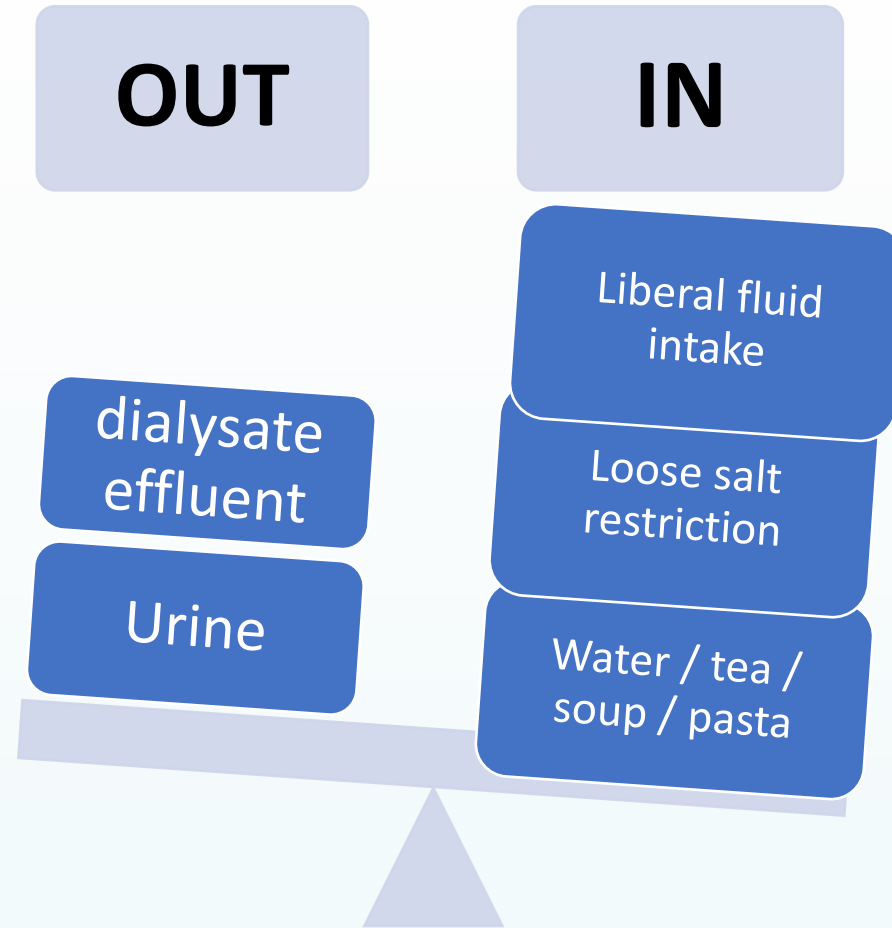 OUT
IN
dialysate
effluent
Urine
Liberal fluid
intake
Loose salt
restriction
Water / tea /
soup / pasta